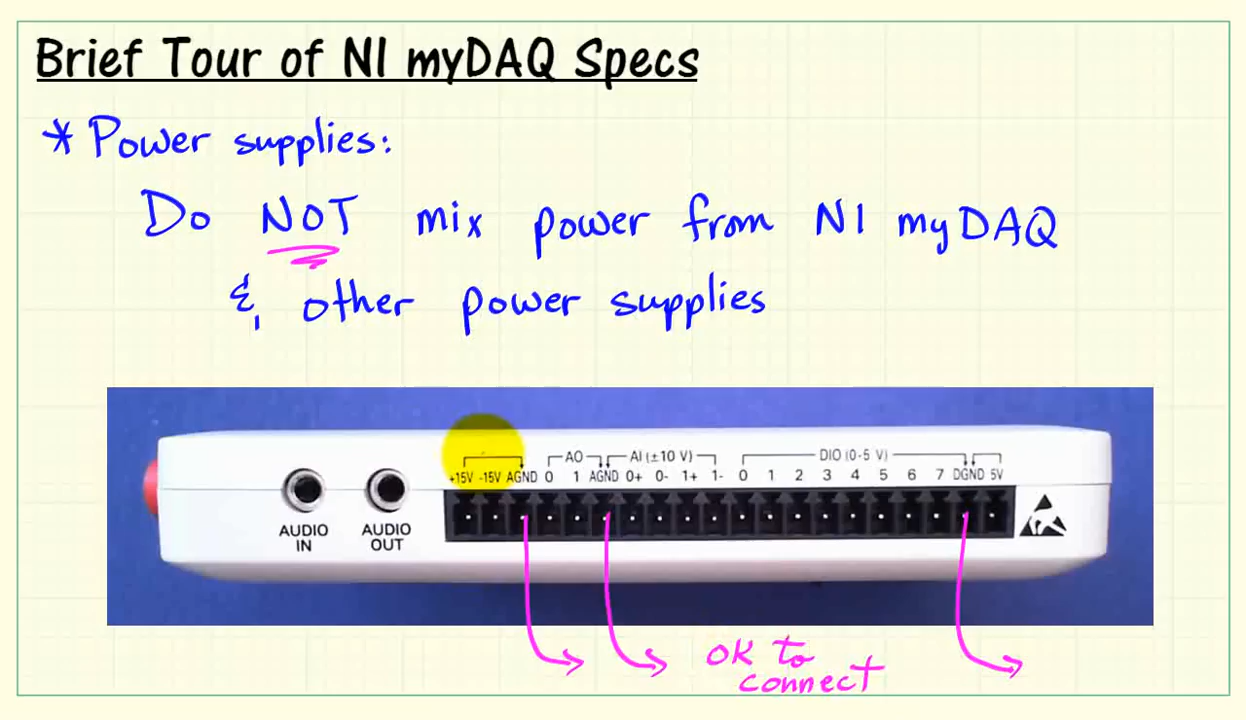 Brief Tour of NI myDAQ Specs
* Power supplies:
Do NOT mix power from NI myDAQ
& other power supplies
AO AI (±10 V) DIO (0-5 V)
+15V -15V AGND 0 1 AGND 0+ 0- 1+ 1- 0 1 2 3 4 5 6 7 DGND 5V
AUDIO IN
AUDIO OUT
OK to
connect